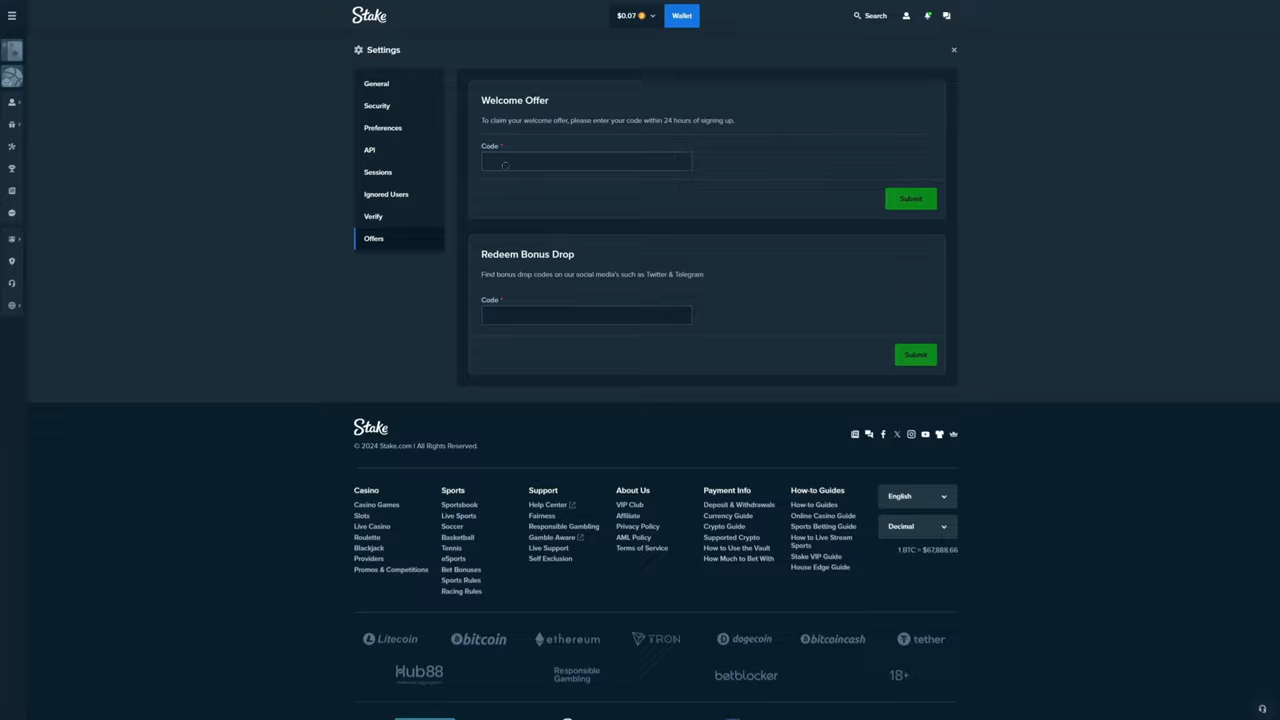 Stake
$0.07
Wallet
Search
Settings
General
Security
Preferences
API
Sessions
Ignored Users
Verify
Offers
Welcome Offer
To claim your welcome offer, please enter your code within 24 hours of signing up.
Code *
Submit
Redeem Bonus Drop
Find bonus drop codes on our social media's such as Twitter & Telegram
Code *
Submit
Stake
© 2024 Stake.com | All Rights Reserved.
Casino
Casino Games
Slots
Live Casino
Roulette
Blackjack
Providers
Promos & Competitions
Sports
Sportsbook
Live Sports
Soccer
Basketball
Tennis
eSports
Bet Bonuses
Sports Rules
Racing Rules
Support
Help Center
Fairness
Responsible Gambling
Gamble Aware
Live Support
Self Exclusion
About Us
VIP Club
Affiliate
Privacy Policy
AML Policy
Terms of Service
Payment Info
Deposit & Withdrawals
Currency Guide
Crypto Guide
Supported Crypto
How to Use the Vault
How Much to Bet With
How-to Guides
How-to Guides
Online Casino Guide
Sports Betting Guide
How to Live Stream
Sports
Stake VIP Guide
House Edge Guide
English
Decimal
1 BTC = $67,888.66
Litecoin
bitcoin
ethereum
TRON
dogecoin
bitcoincash
tether
Hub88
Responsible
Gambling
betblocker
18+